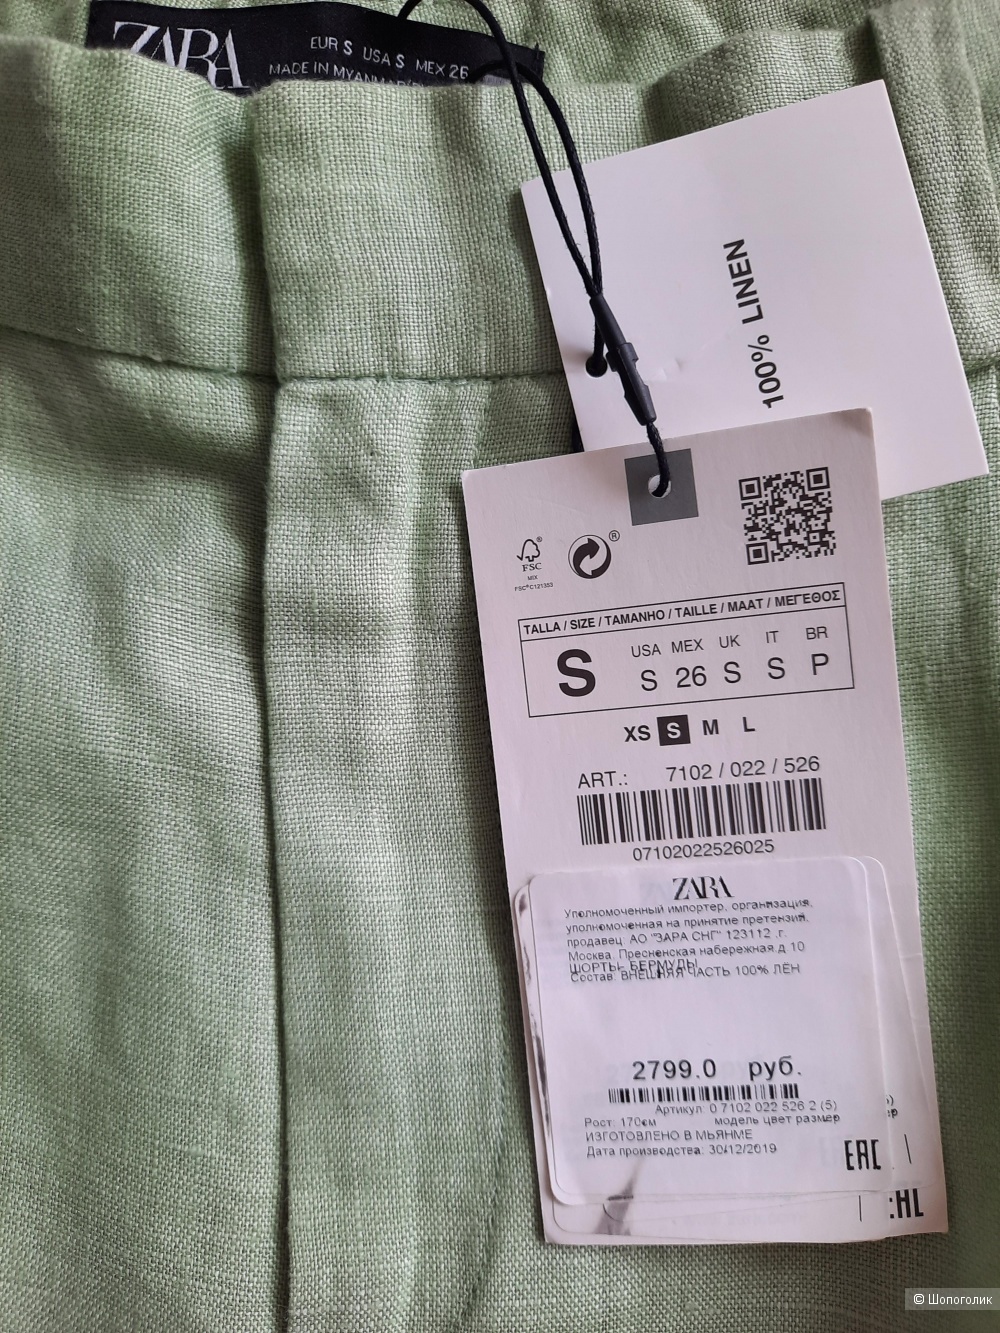 ZARA
EUR S USA S MEX 26
MADE IN MYANMAR
100% LINEN
FSC
MIX
FSC® C121353
®
TALLA / SIZE / TAMANHO / TAILLE / MAAT / ΜΕΓΕΘΟΣ
S
USA MEX UK IT BR
S 26 S S P
XS S M L
ART.: 7102 / 022 / 526
07102022526025
ZARA
Уполномоченный импортер, организация,
уполномоченная на принятие претензия,
продавец: АО "ЗАРА СНГ" 123112 ,г.
Москва, Пресненская набережная,д 10
ШОРТЫ- БЕРМУДЫ
Состав: ВНЕШНЯЯ ЧАСТЬ 100% ЛЁН
2799.0 руб.
Артикул: 0 7102 022 526 2 (5)
Рост: 170см модель цвет размер
ИЗГОТОВЛЕНО В МЬЯНМЕ
Дата производства: 30/12/2019
EAC
© Шопоголик